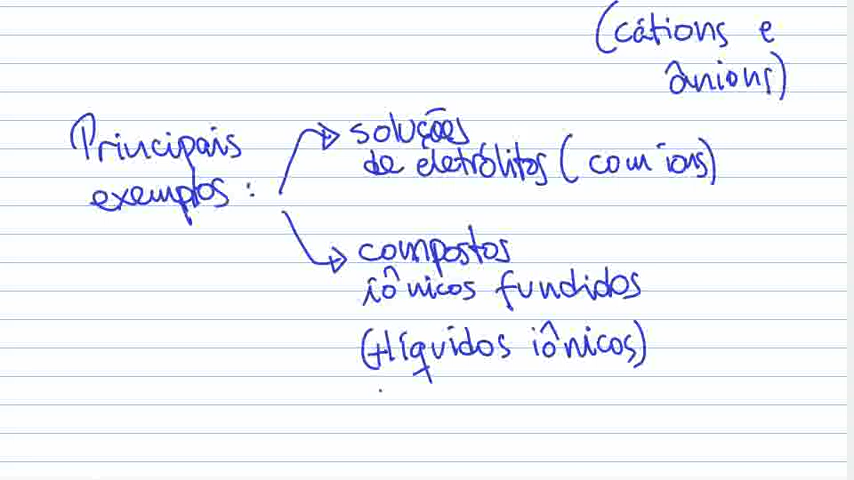 (cátions e
ânions)
Principais
exemplos:
soluções
de eletrólitos (com íons)
compostos
iônicos fundidos
(+líquidos iônicos)